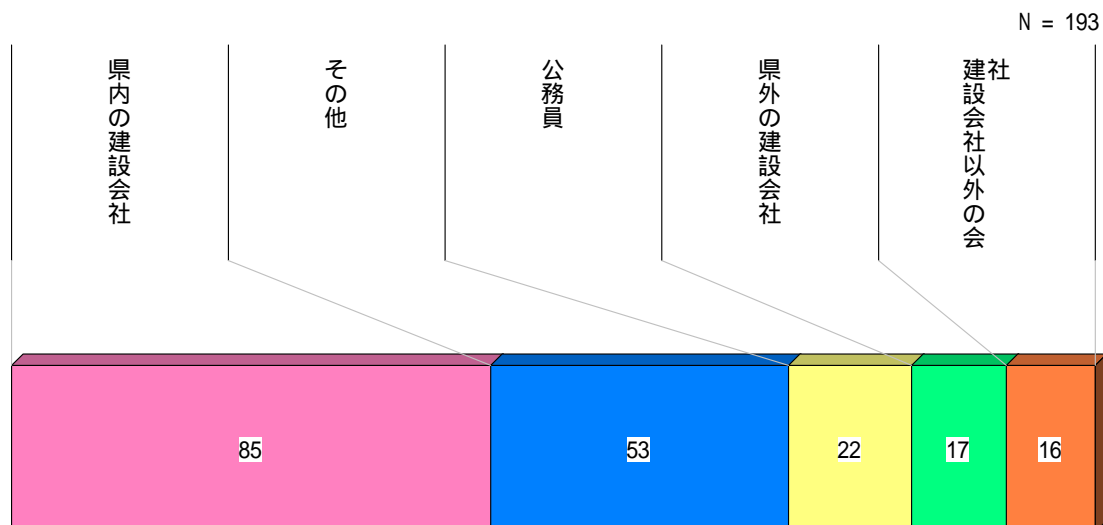 N = 193
県内の建設会社
その他
公務員
県外の建設会社
建設会社以外の会
社
85
53
22
17
16